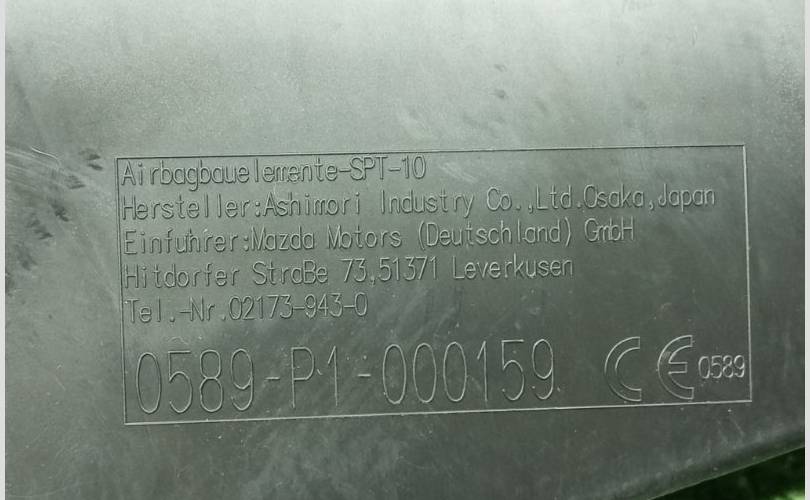 Airbagbauelemente-SPT-10
Hersteller:Ashimori Industry Co.,Ltd.Osaka,Japan
Einfuhrer:Mazda Motors (Deutschland) GmbH
Hitdorfer StraBe 73,51371 Leverkusen
Tel.-Nr.02173-943-0
0589-P1-000159 CE 0589